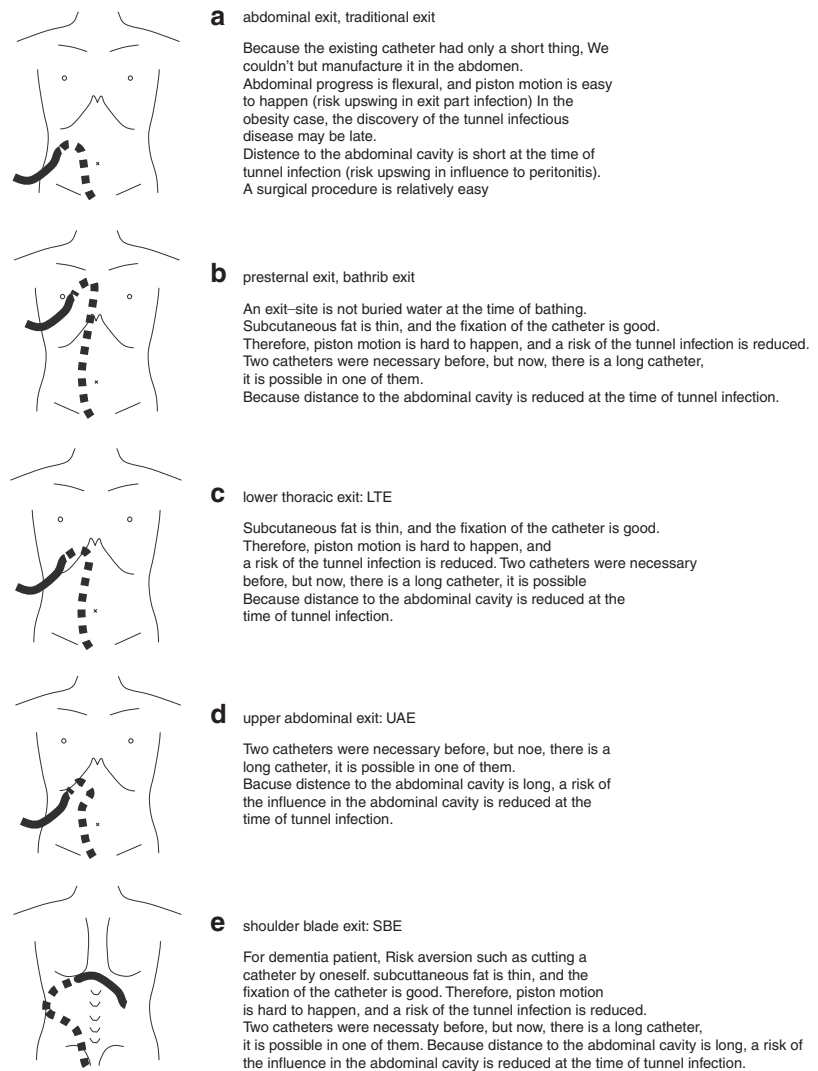 a abdominal exit, traditional exit
Because the existing catheter had only a short thing, We
couldn't but manufacture it in the abdomen.
Abdominal progress is flexural, and piston motion is easy
to happen (risk upswing in exit part infection) In the
obesity case, the discovery of the tunnel infectious
disease may be late.
Distence to the abdominal cavity is short at the time of
tunnel infection (risk upswing in influence to peritonitis).
A surgical procedure is relatively easy
b presternal exit, bathrib exit
An exit–site is not buried water at the time of bathing.
Subcutaneous fat is thin, and the fixation of the catheter is good.
Therefore, piston motion is hard to happen, and a risk of the tunnel infection is reduced.
Two catheters were necessary before, but now, there is a long catheter,
it is possible in one of them.
Because distance to the abdominal cavity is reduced at the time of tunnel infection.
c lower thoracic exit: LTE
Subcutaneous fat is thin, and the fixation of the catheter is good.
Therefore, piston motion is hard to happen, and
a risk of the tunnel infection is reduced. Two catheters were necessary
before, but now, there is a long catheter, it is possible
Because distance to the abdominal cavity is reduced at the
time of tunnel infection.
d upper abdominal exit: UAE
Two catheters were necessary before, but noe, there is a
long catheter, it is possible in one of them.
Bacuse distence to the abdominal cavity is long, a risk of
the influence in the abdominal cavity is reduced at the
time of tunnel infection.
e shoulder blade exit: SBE
For dementia patient, Risk aversion such as cutting a
catheter by oneself. subcuttaneous fat is thin, and the
fixation of the catheter is good. Therefore, piston motion
is hard to happen, and a risk of the tunnel infection is reduced.
Two catheters were necessaty before, but now, there is a long catheter,
it is possible in one of them. Because distance to the abdominal cavity is long, a risk of
the influence in the abdominal cavity is reduced at the time of tunnel infection.